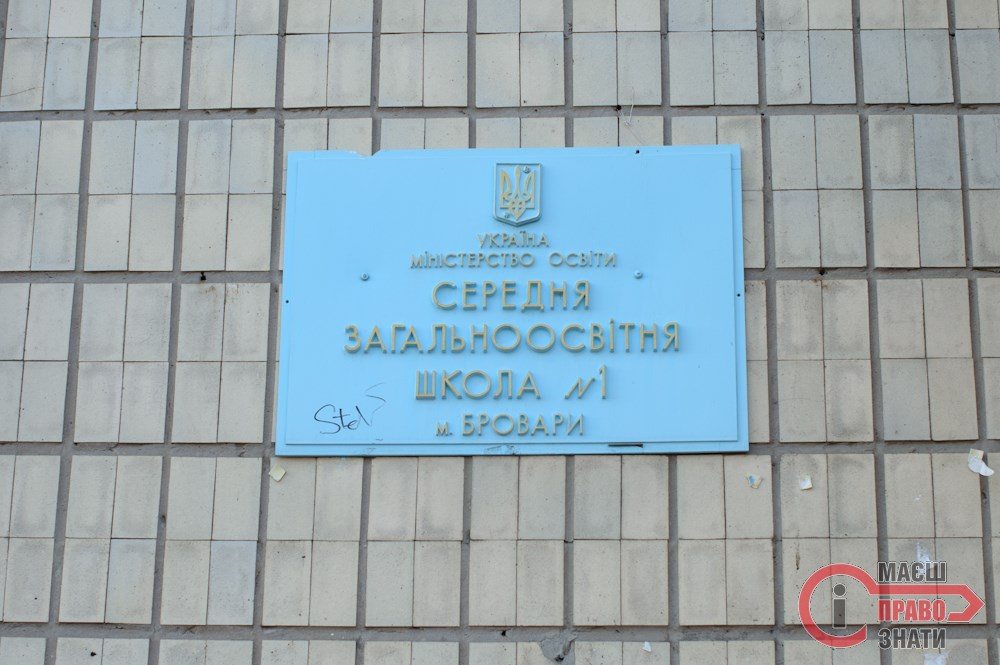 УКРАЇНА
МІНІСТЕРСТВО ОСВІТИ
СЕРЕДНЯ
ЗАГАЛЬНООСВІТНЯ
ШКОЛА №1
м. БРОВАРИ
МАЄШ
ПРАВО
ЗНАТИ